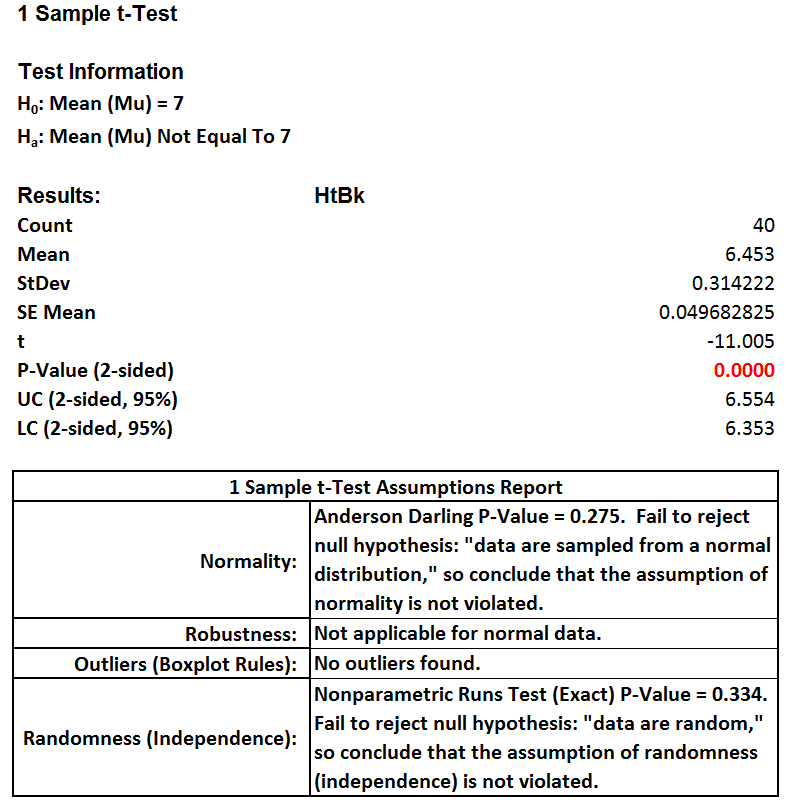 1 Sample t-Test
Test Information
H0: Mean (Mu) = 7
Ha: Mean (Mu) Not Equal To 7
Results: HtBk
Count 40
Mean 6.453
StDev 0.314222
SE Mean 0.049682825
t -11.005
P-Value (2-sided) 0.0000
UC (2-sided, 95%) 6.554
LC (2-sided, 95%) 6.353
1 Sample t-Test Assumptions Report
Normality:
Anderson Darling P-Value = 0.275. Fail to reject
null hypothesis: "data are sampled from a normal
distribution," so conclude that the assumption of
normality is not violated.
Robustness: Not applicable for normal data.
Outliers (Boxplot Rules): No outliers found.
Randomness (Independence):
Nonparametric Runs Test (Exact) P-Value = 0.334.
Fail to reject null hypothesis: "data are random,"
so conclude that the assumption of randomness
(independence) is not violated.